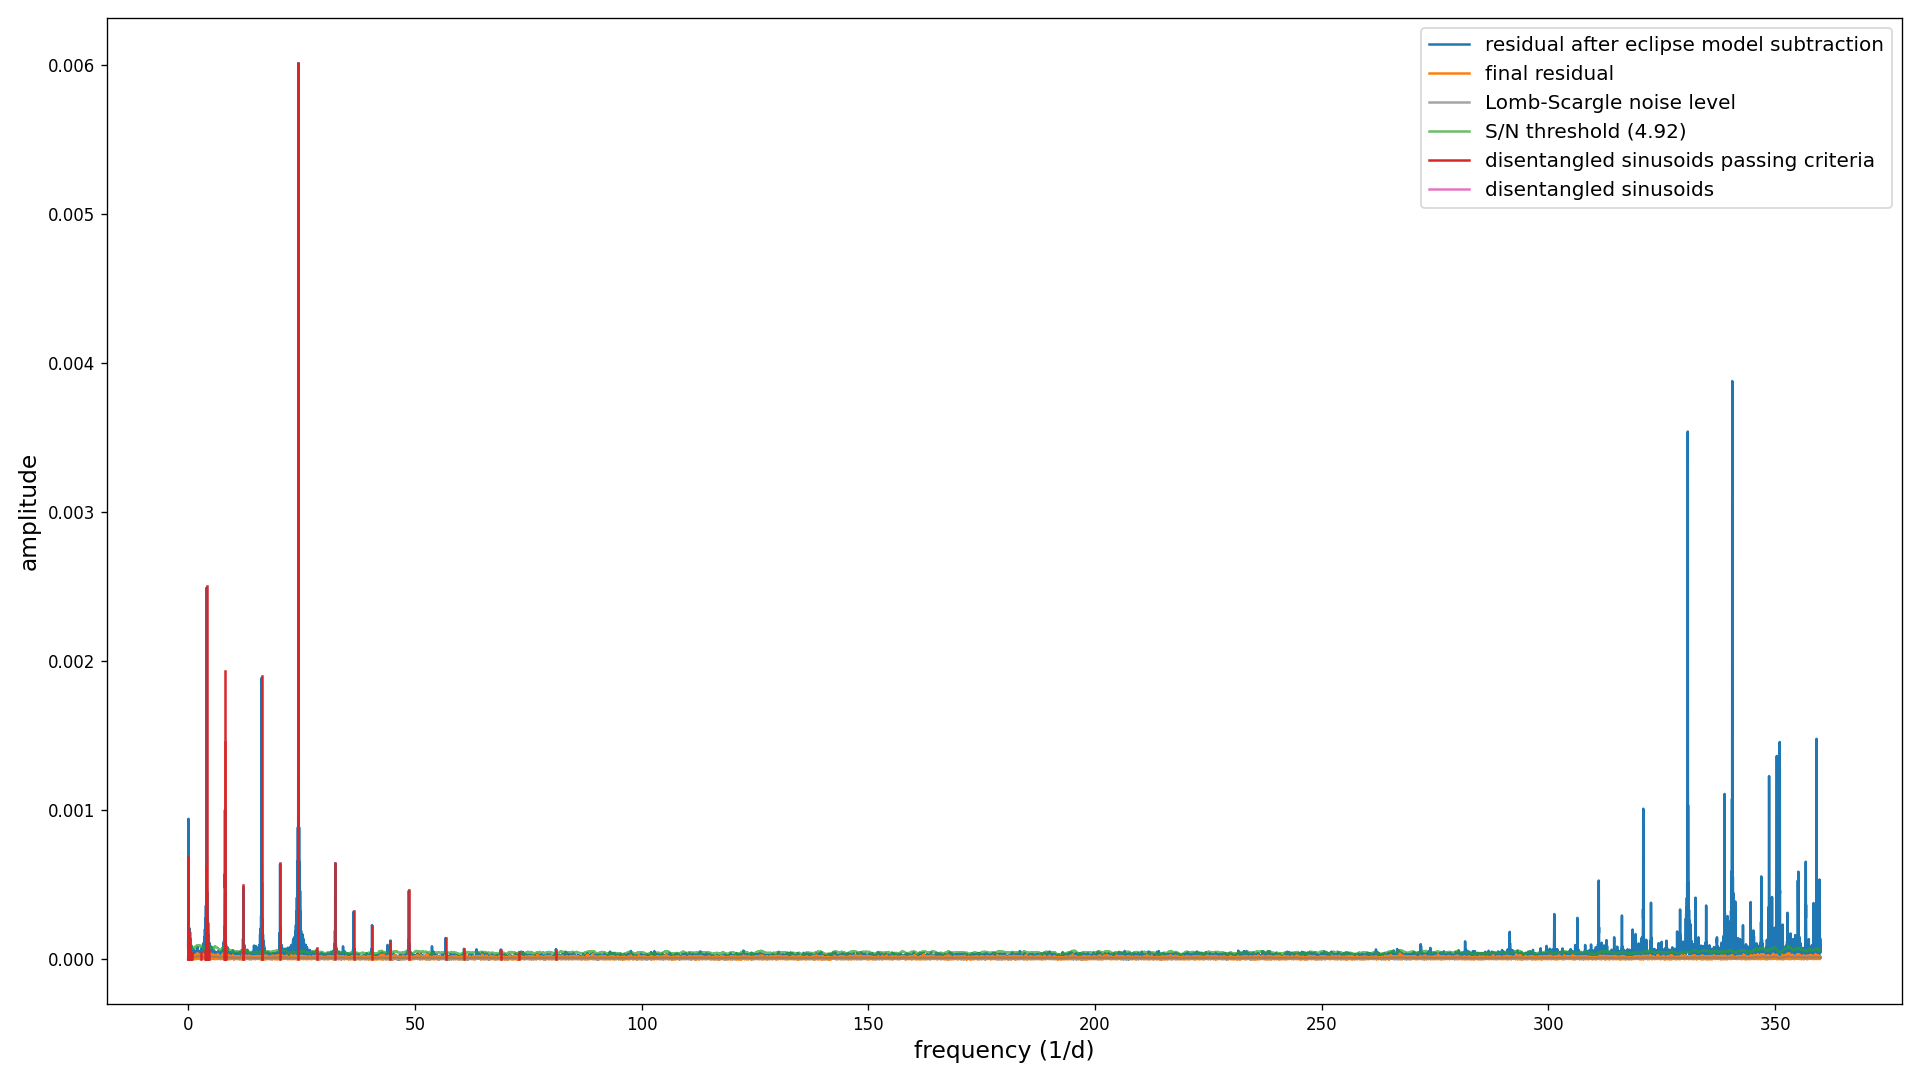 residual after eclipse model subtraction
final residual
Lomb-Scargle noise level
S/N threshold (4.92)
disentangled sinusoids passing criteria
disentangled sinusoids
0.006
0.005
0.004
0.003
0.002
0.001
0.000
amplitude
0 50 100 150 200 250 300 350
frequency (1/d)